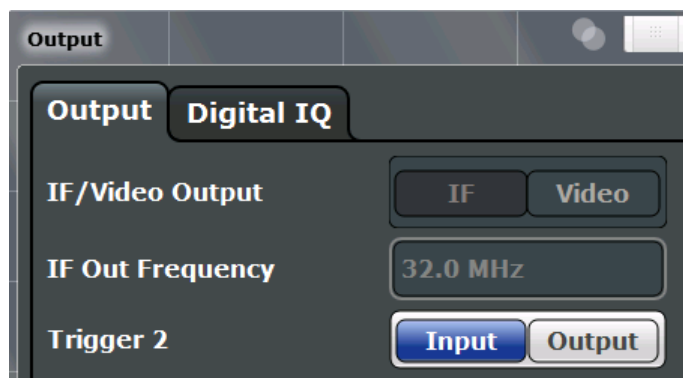 Output
Output Digital IQ
IF/Video Output IF Video
IF Out Frequency 32.0 MHz
Trigger 2 Input Output